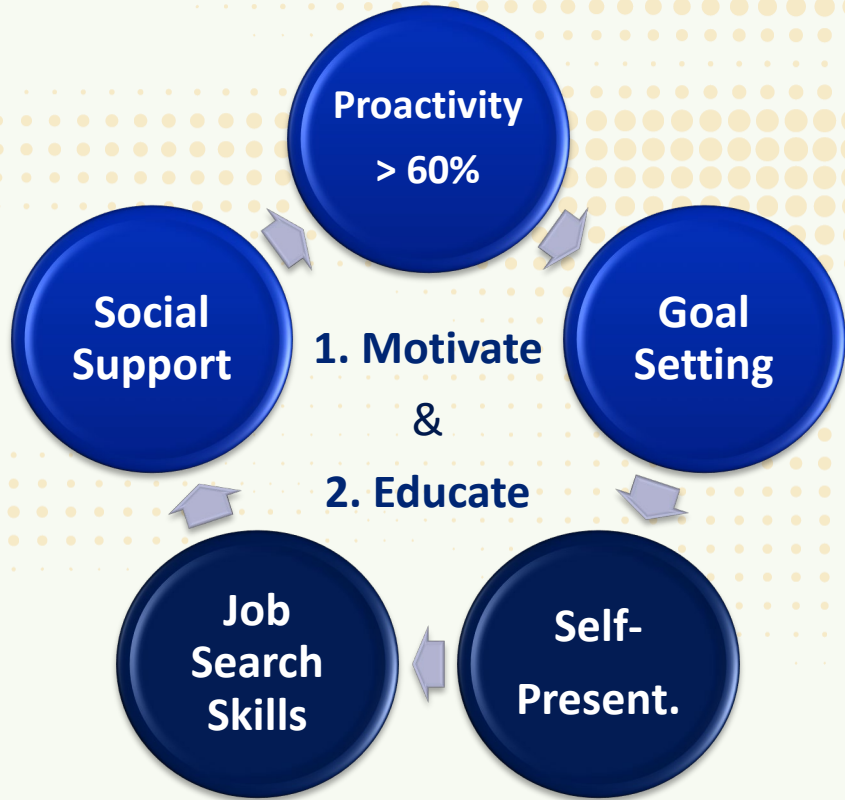 Proactivity
> 60%
Social
Support
1. Motivate
&
2. Educate
Goal
Setting
Job
Search
Skills
Self-
Present.